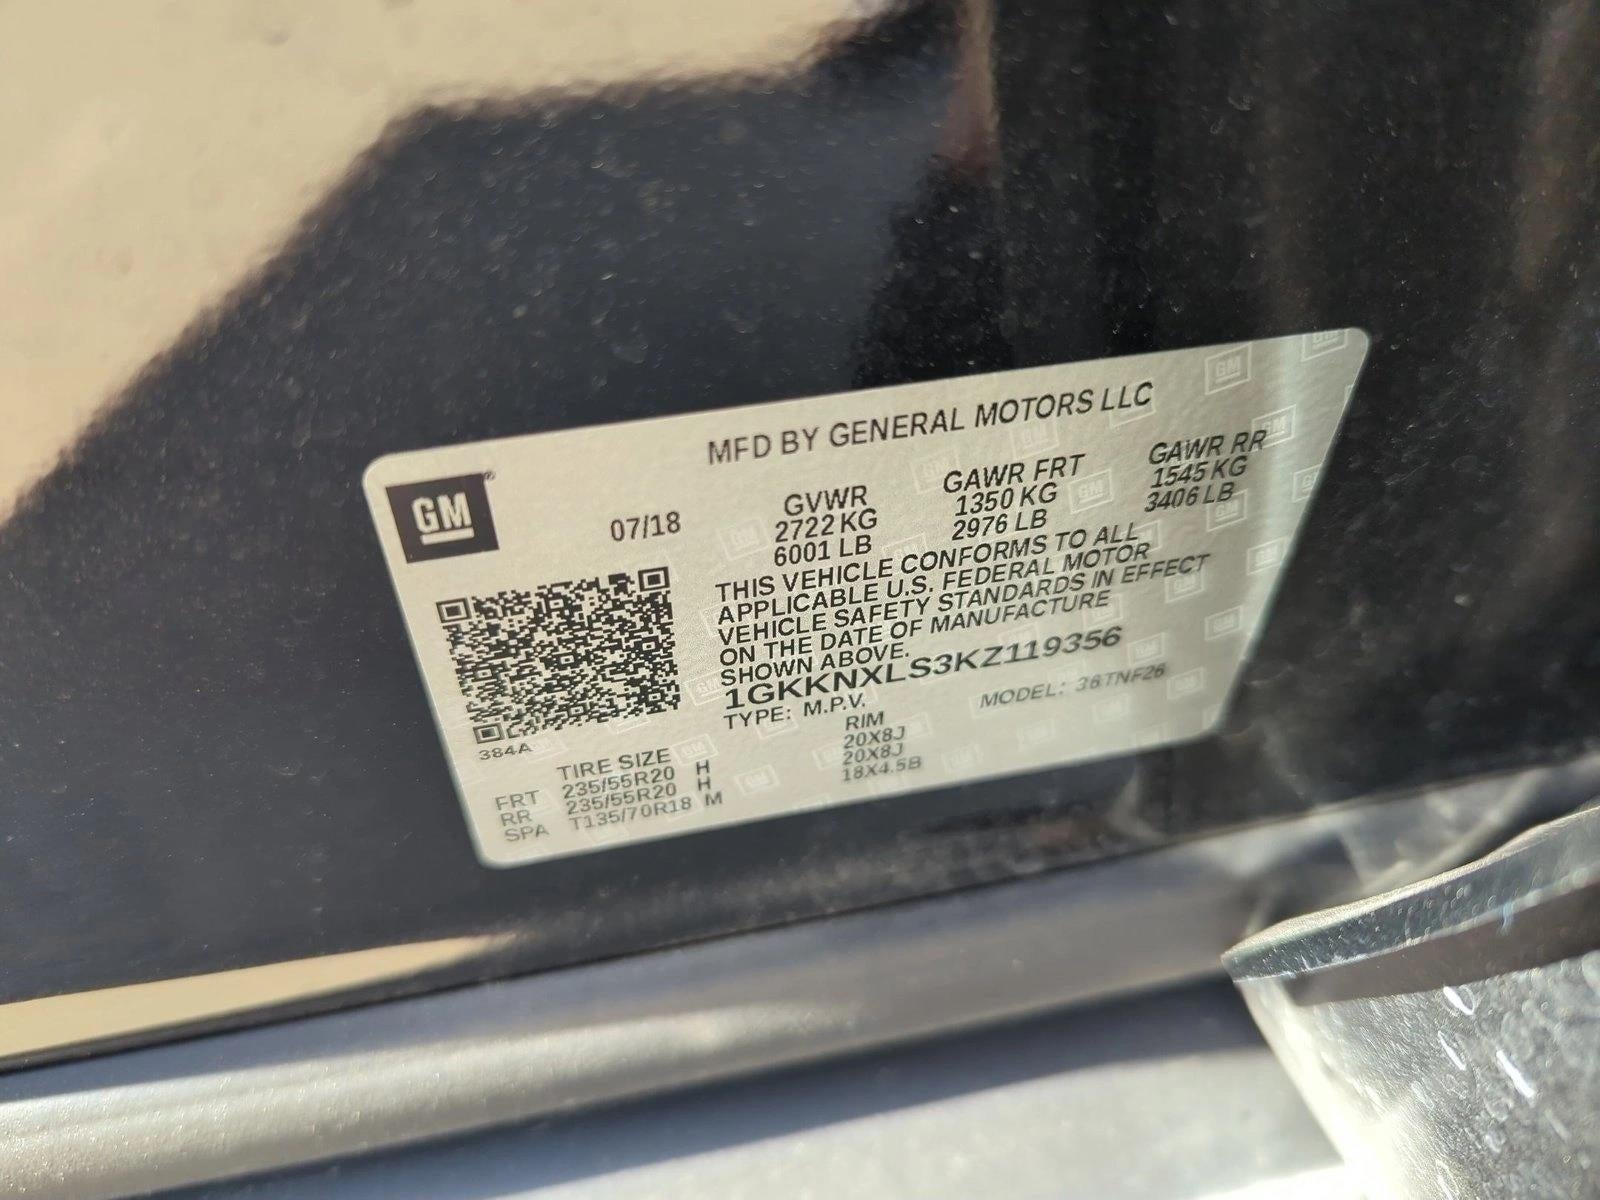 MFD BY GENERAL MOTORS LLC
GM
07/18
GVWR
2722 KG
6001 LB
GAWR FRT
1350 KG
2976 LB
GAWR RR
1545 KG
3406 LB
THIS VEHICLE CONFORMS TO ALL
APPLICABLE U.S. FEDERAL MOTOR
VEHICLE SAFETY STANDARDS IN EFFECT
ON THE DATE OF MANUFACTURE
SHOWN ABOVE.
1GKKNXLS3KZ119356
TYPE: M.P.V.
MODEL: 36TNF26
384A
TIRE SIZE RIM
FRT 235/55R20 H 20X8J
RR 235/55R20 H 20X8J
SPA T135/70R18 M 18X4.5B